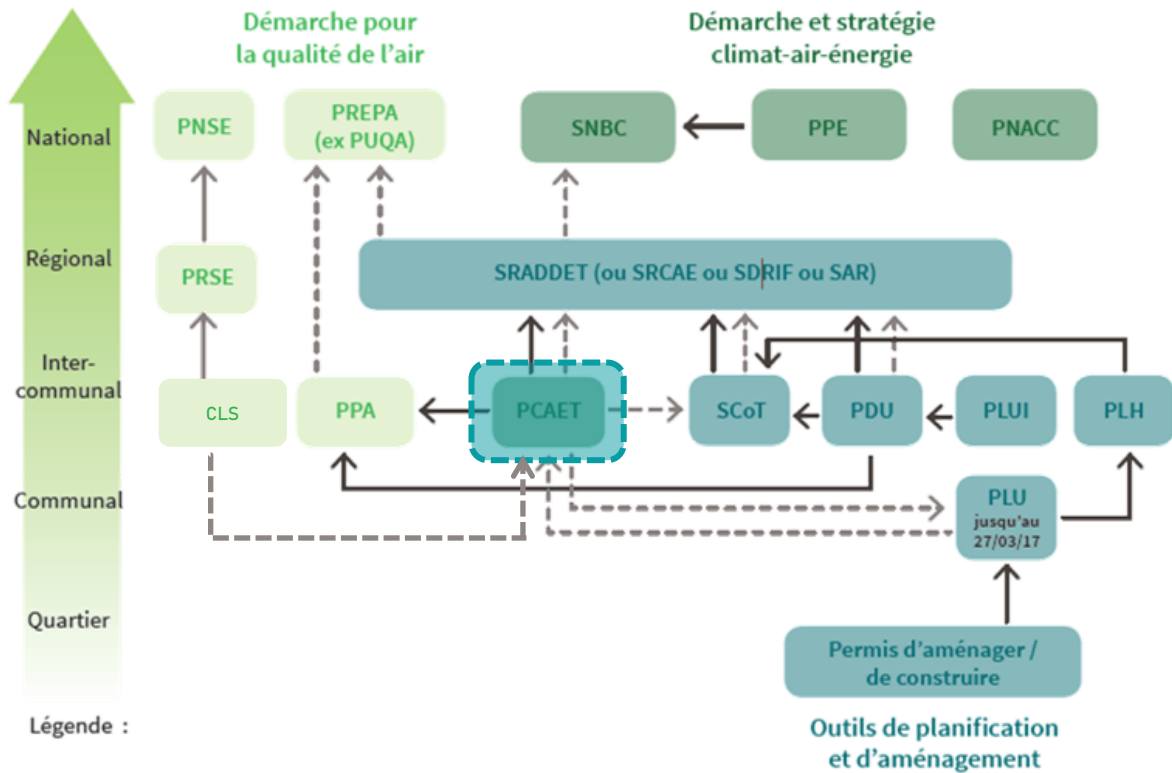 Démarche pour
la qualité de l'air
Démarche et stratégie
climat-air-énergie
National
PNSE
PREPA
(ex PUQA)
SNBC
PPE
PNACC
Régional
PRSE
SRADDET (ou SRCAE ou SDRIF ou SAR)
Inter-
communal
CLS
PPA
PCAET
SCoT
PDU
PLUI
PLH
Communal
PLU
jusqu'au
27/03/17
Quartier
Permis d'aménager /
de construire
Légende :
Outils de planification
et d'aménagement